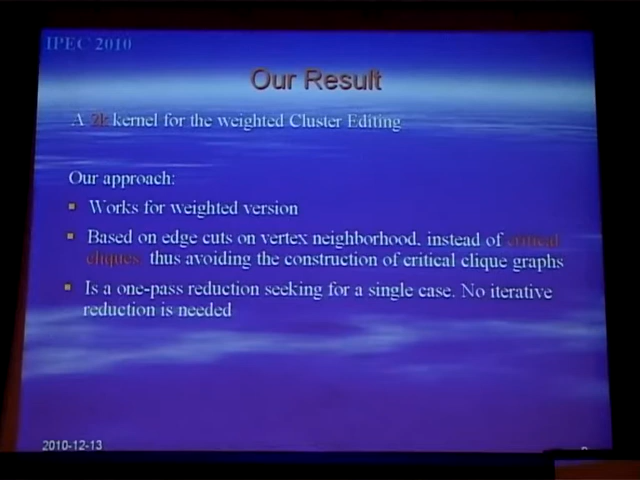 IPEC 2010
Our Result
A 2k kernel for the weighted Cluster Editing
Our approach:
Works for weighted version
Based on edge cuts on vertex neighborhood, instead of critical
cliques, thus avoiding the construction of critical clique graphs
Is a one-pass reduction seeking for a single case. No iterative
reduction is needed
2010-12-13